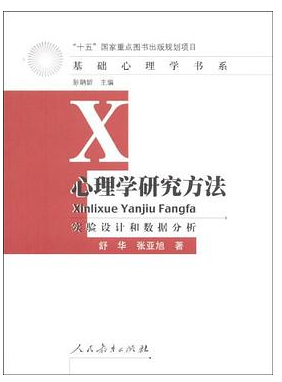 "十五"国家重点图书出版规划项目
基础心理学书系
彭聃龄 主编
X
心理学研究方法
Xinlixue Yanjiu Fangfa
实验设计和数据分析
舒 华 张亚旭 著
人民教育出版社